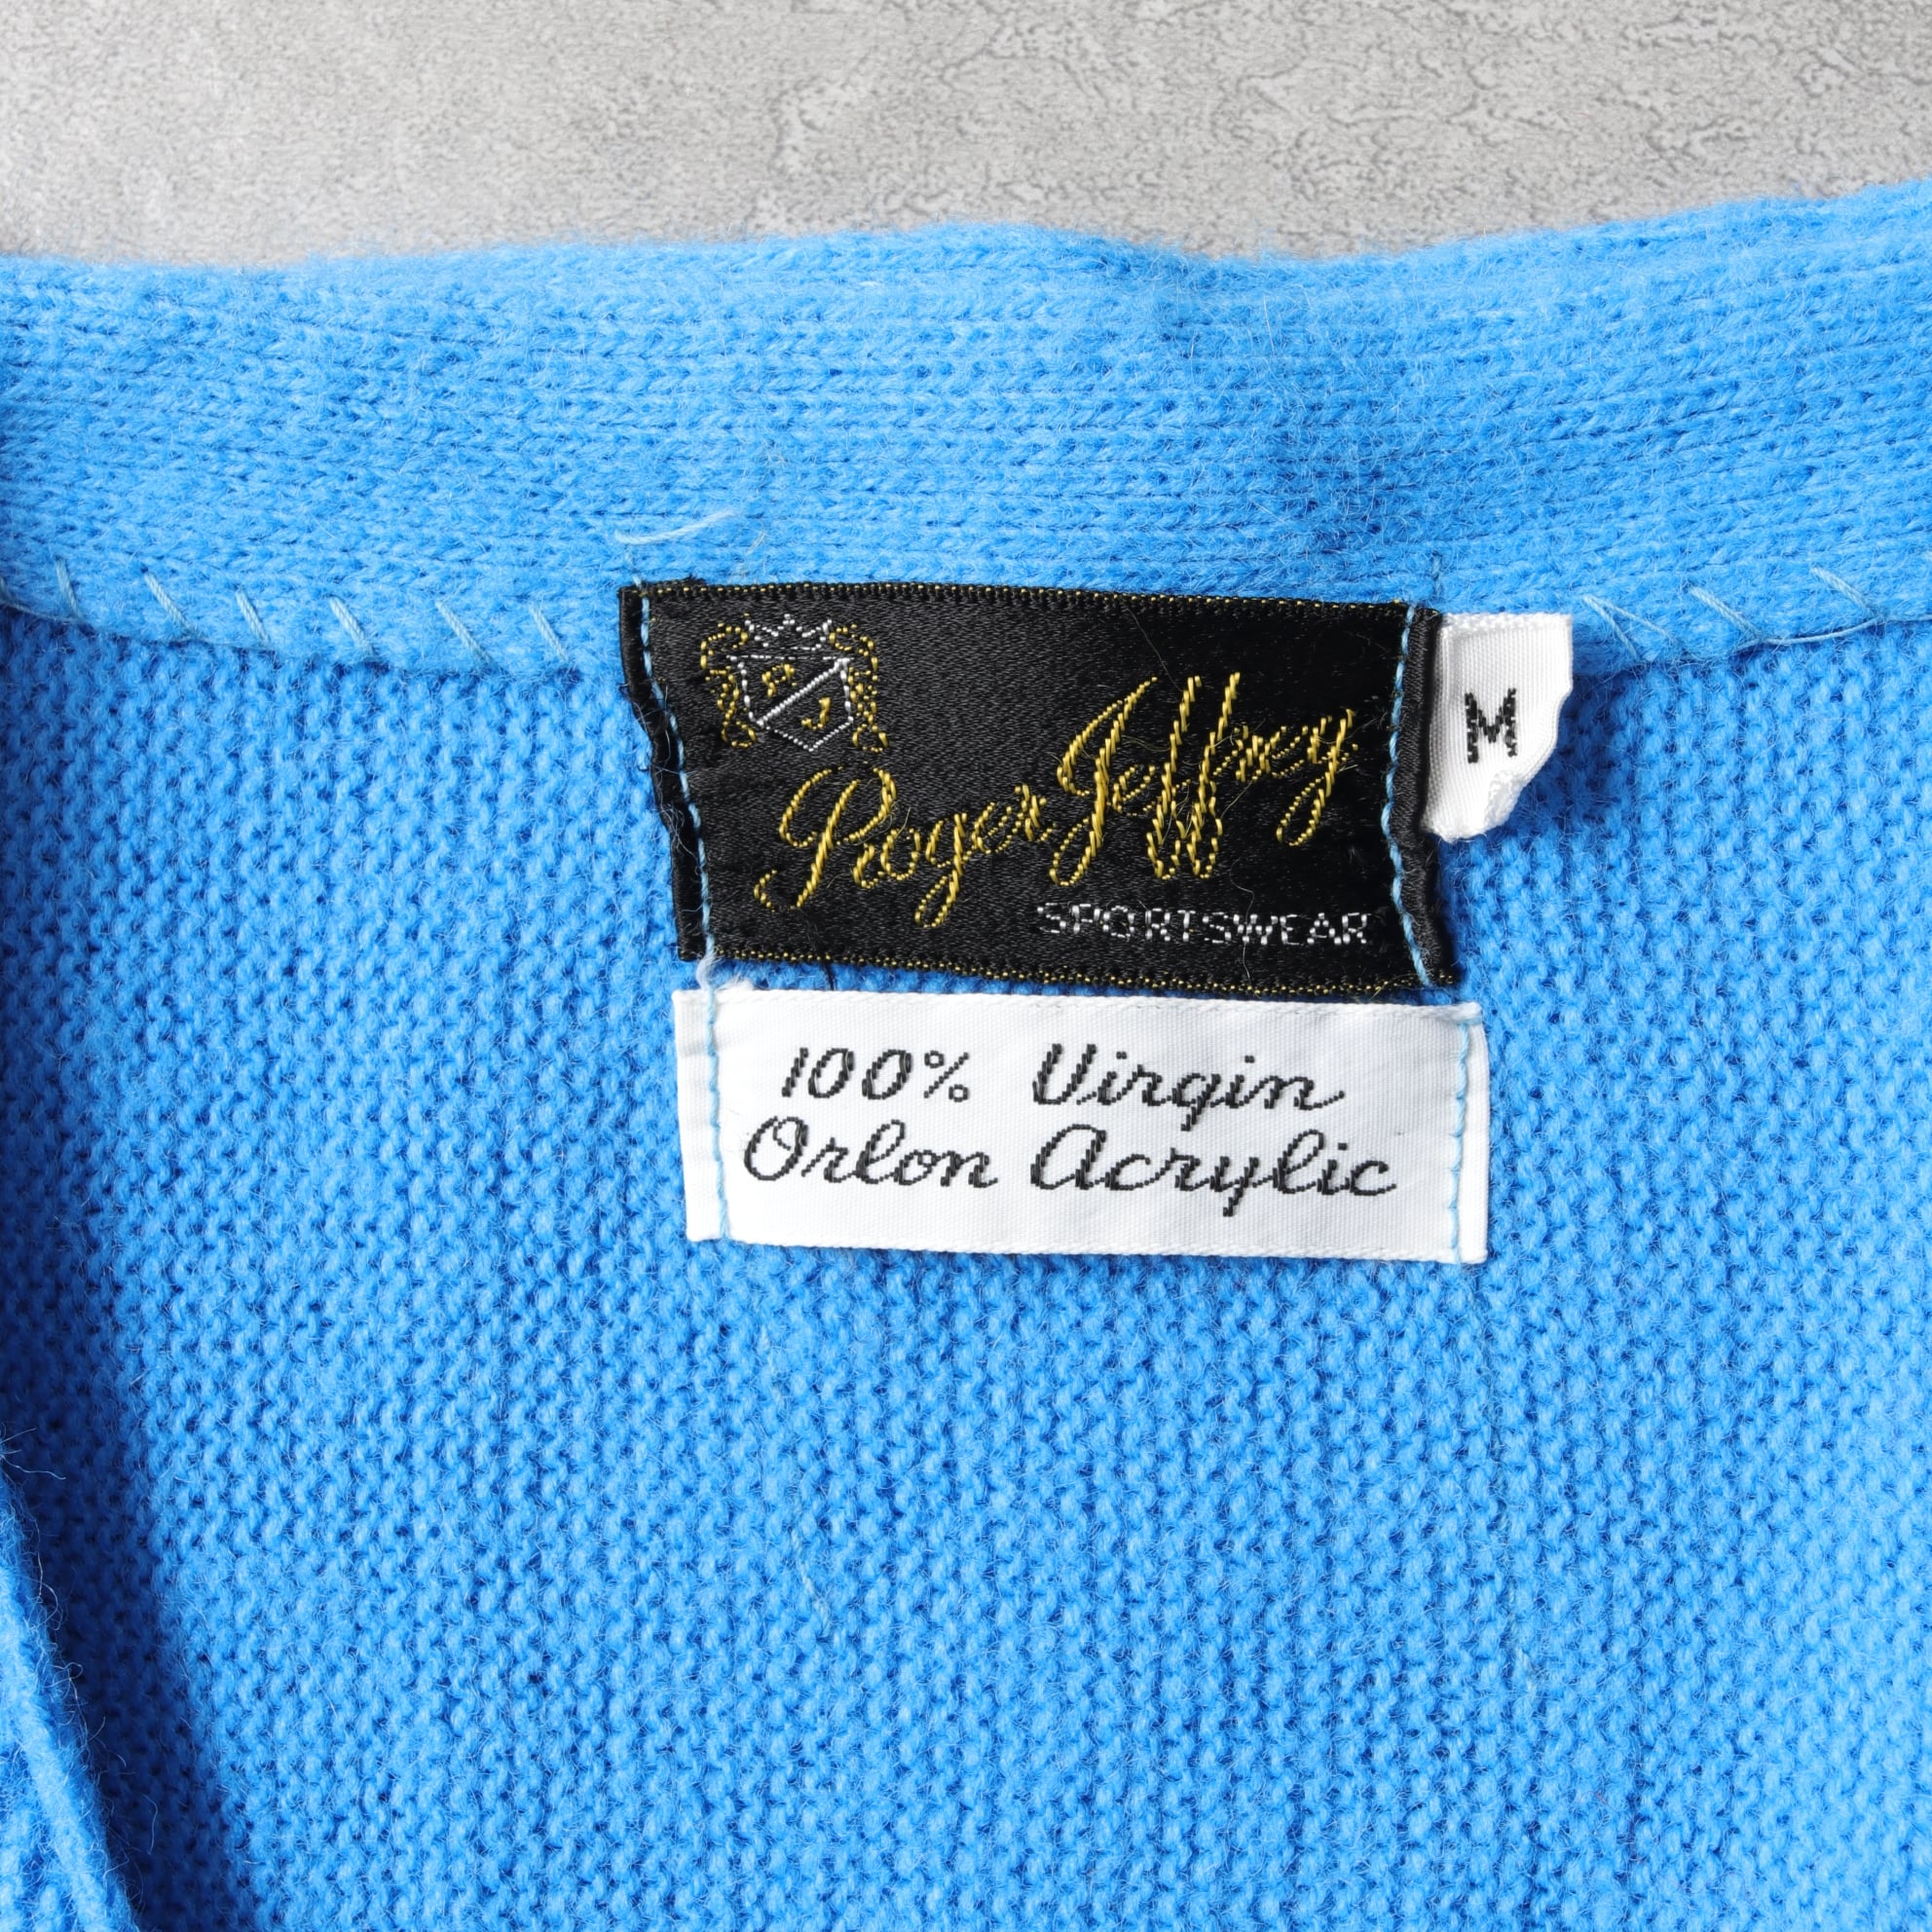 R
J
Roger Jeffrey
SPORTSWEAR
M
100% Virgin
Orlon Acrylic